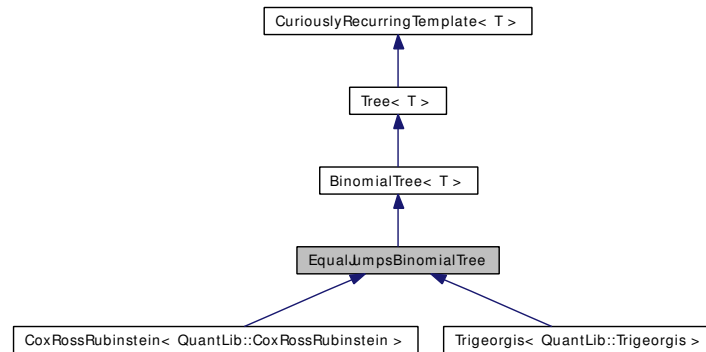 CuriouslyRecurringTemplate< T >
Tree< T >
BinomialTree< T >
EqualJumpsBinomialTree
CoxRossRubinstein< QuantLib::CoxRossRubinstein >
Trigeorgis< QuantLib::Trigeorgis >